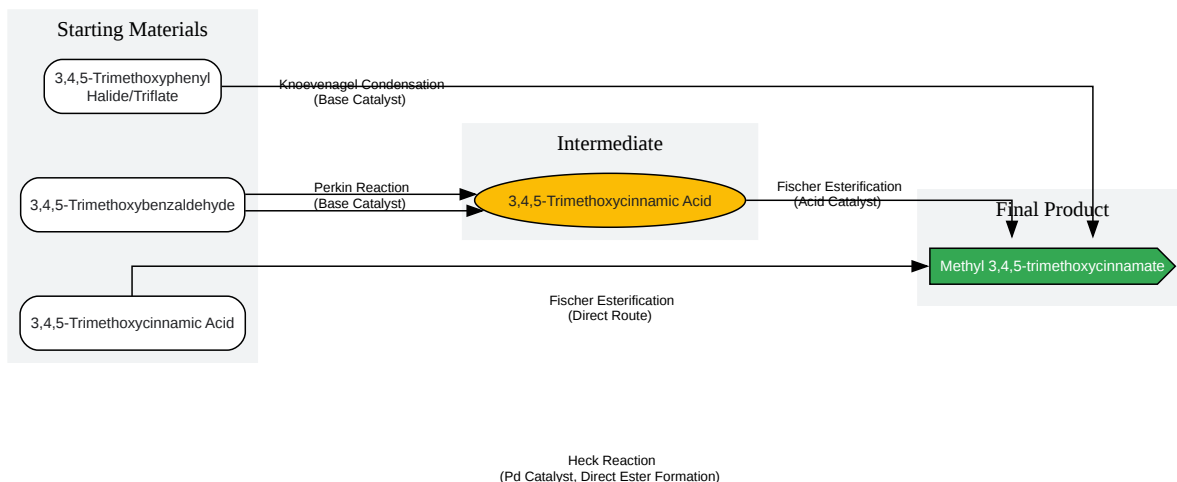 Starting Materials
3,4,5-Trimethoxyphenyl
Halide/Triflate
Knoevenagel Condensation
(Base Catalyst)
Intermediate
3,4,5-Trimethoxybenzaldehyde
Perkin Reaction
(Base Catalyst)
3,4,5-Trimethoxycinnamic Acid
Fischer Esterification
(Acid Catalyst)
Final Product
Methyl 3,4,5-trimethoxycinnamate
3,4,5-Trimethoxycinnamic Acid
Fischer Esterification
(Direct Route)
Heck Reaction
(Pd Catalyst, Direct Ester Formation)